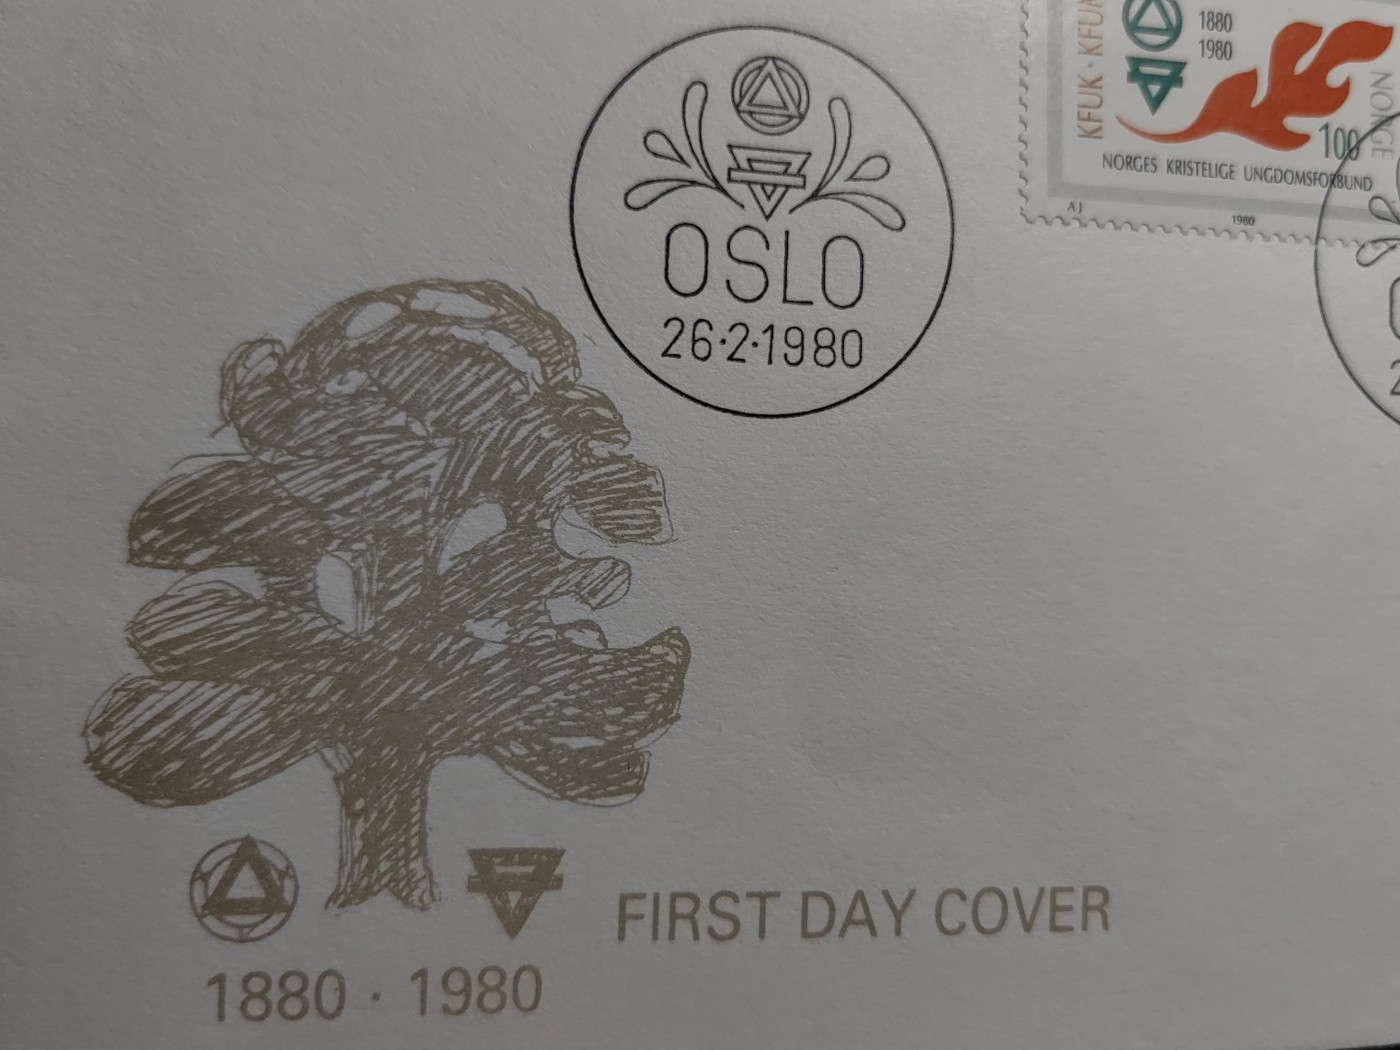 KFUK · KFUM
1880
1980
NORGE
100
NORGES KRISTELIGE UNGDOMSFORBUND
AJ
1980
OSLO
26·2·1980
FIRST DAY COVER
1880 · 1980